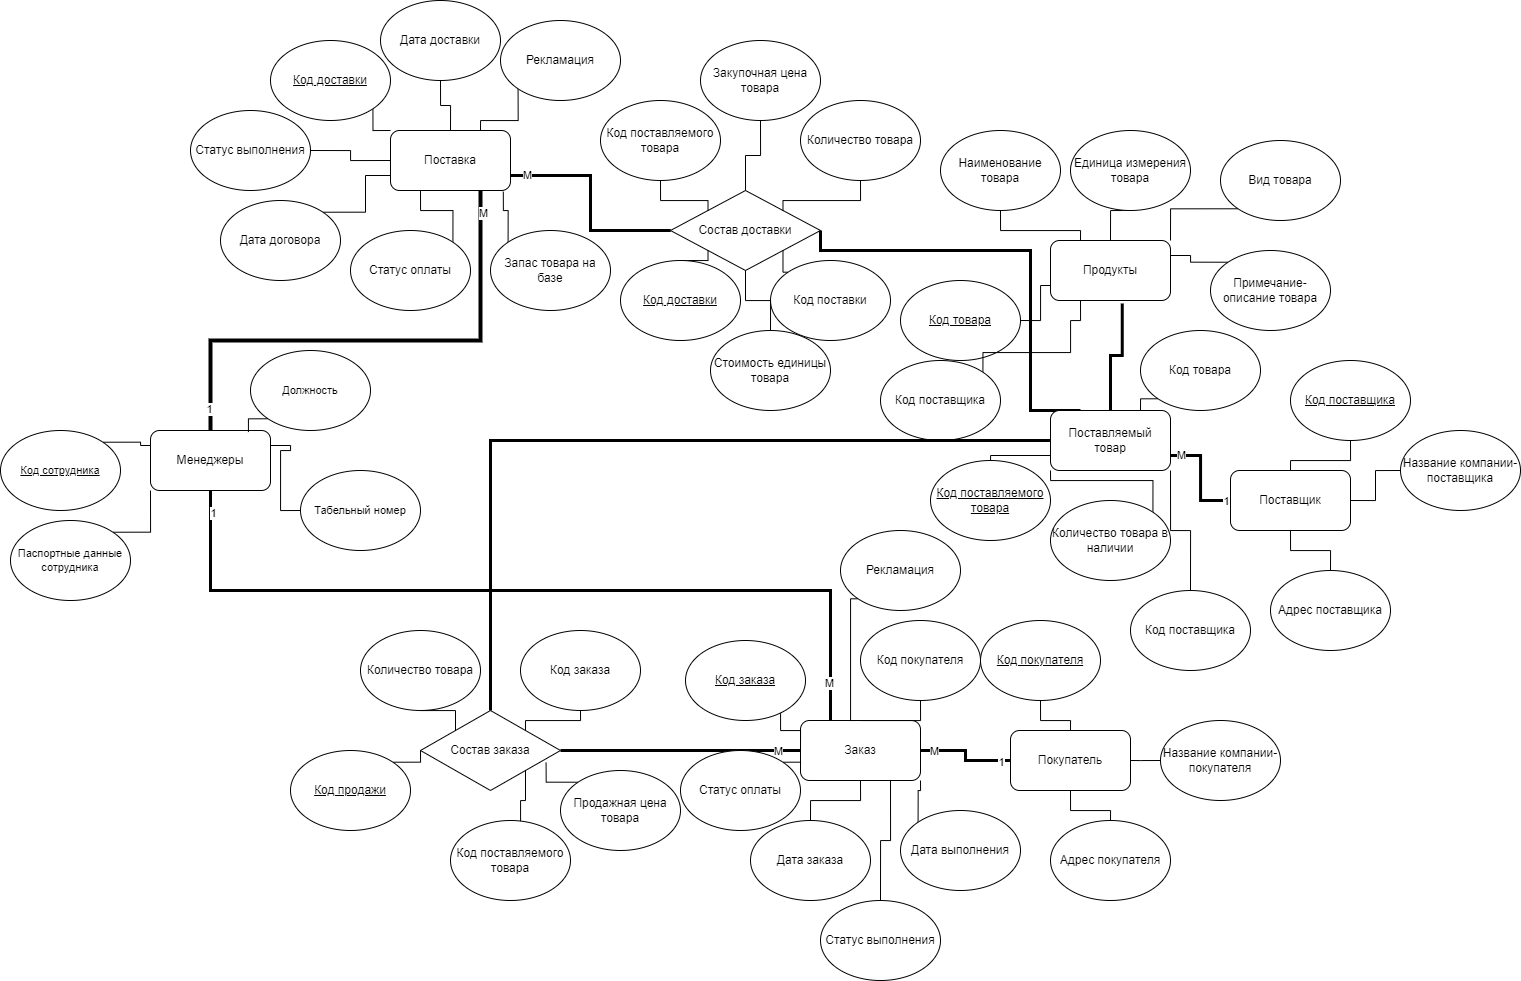 Дата доставки
Рекламация
Код доставки
Закупочная цена
товара
Код поставляемого
товара
Количество товара
Статус выполнения
Поставка
М
Наименование
товара
Единица измерения
товара
Вид товара
М
Дата договора
Статус оплаты
Запас товара на
базе
Состав доставки
Продукты
Код доставки
Код поставки
Примечание-
описание товара
Код товара
Стоимость единицы
товара
Код поставщика
Код товара
Должность
1
Код поставщика
Менеджеры
Код сотрудника
Поставляемый
товар
М
Название компании-
поставщика
1
Поставщик
Табельный номер
1
Код поставляемого
товара
Паспортные данные
сотрудника
Количество товара в
наличии
Рекламация
Адрес поставщика
Код поставщика
Количество товара
Код заказа
Код заказа
М
Код покупателя
Код покупателя
Состав заказа
М
Заказ
М
1
Покупатель
Название компании-
покупателя
Код продажи
Продажная цена
товара
Статус оплаты
Код поставляемого
товара
Дата заказа
Дата выполнения
Адрес покупателя
Статус выполнения